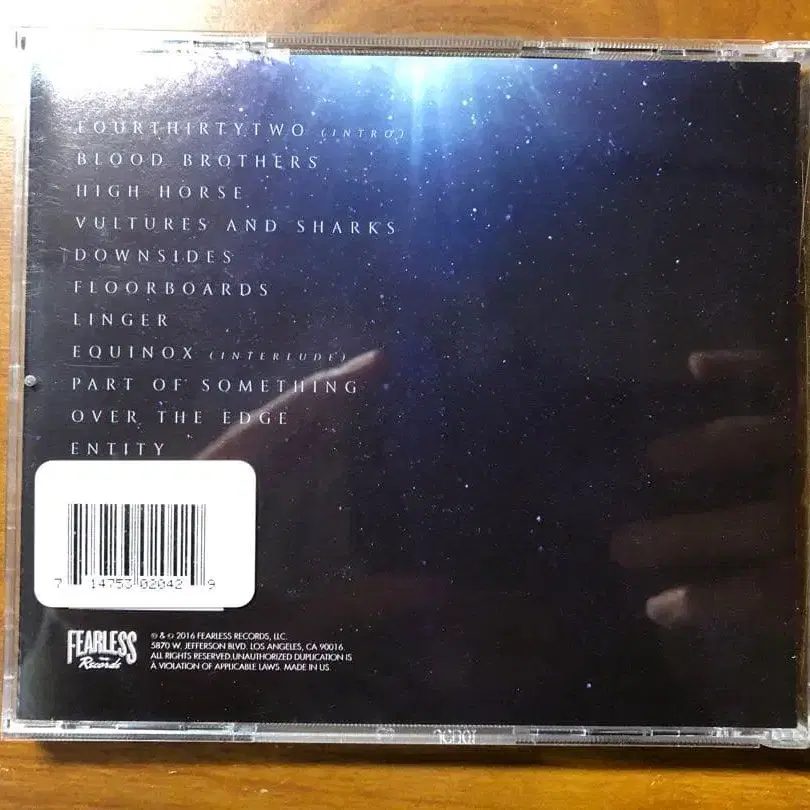 FOURTHIRTYTWO (INTRO)
BLOOD BROTHERS
HIGH HORSE
VULTURES AND SHARKS
DOWNSIDES
FLOORBOARDS
LINGER
EQUINOX (INTERLUDE)
PART OF SOMETHING
OVER THE EDGE
ENTITY
7 14753 02042 9
FEARLESS
Records
℗ & © 2016 FEARLESS RECORDS, LLC.
5870 W. JEFFERSON BLVD. LOS ANGELES, CA 90016.
ALL RIGHTS RESERVED.UNAUTHORIZED DUPLICATION IS
A VIOLATION OF APPLICABLE LAWS. MADE IN US.